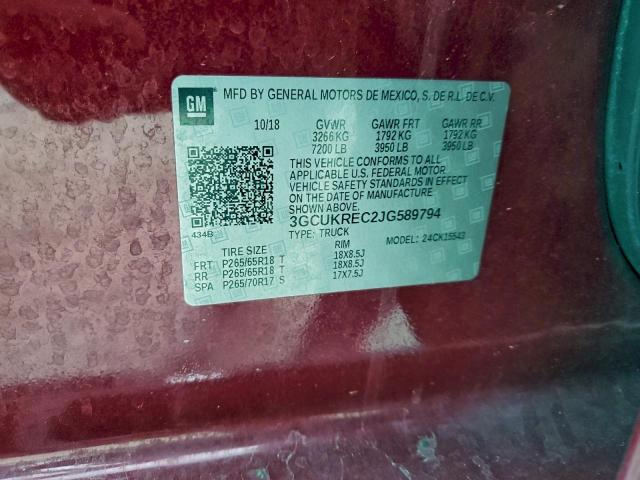 GM MFD BY GENERAL MOTORS DE MEXICO, S. DE R.L. DE C.V.
10/18 GVWR GAWR FRT GAWR RR
3266 KG 1792 KG 1792 KG
7200 LB 3950 LB 3950 LB
THIS VEHICLE CONFORMS TO ALL
APPLICABLE U.S. FEDERAL MOTOR
VEHICLE SAFETY STANDARDS IN EFFECT
ON THE DATE OF MANUFACTURE
SHOWN ABOVE.
3GCUKREC2JG589794
434B TYPE: TRUCK MODEL: 24CK15543
TIRE SIZE RIM
FRT P265/65R18 T 18X8.5J
RR P265/65R18 T 18X8.5J
SPA P265/70R17 S 17X7.5J